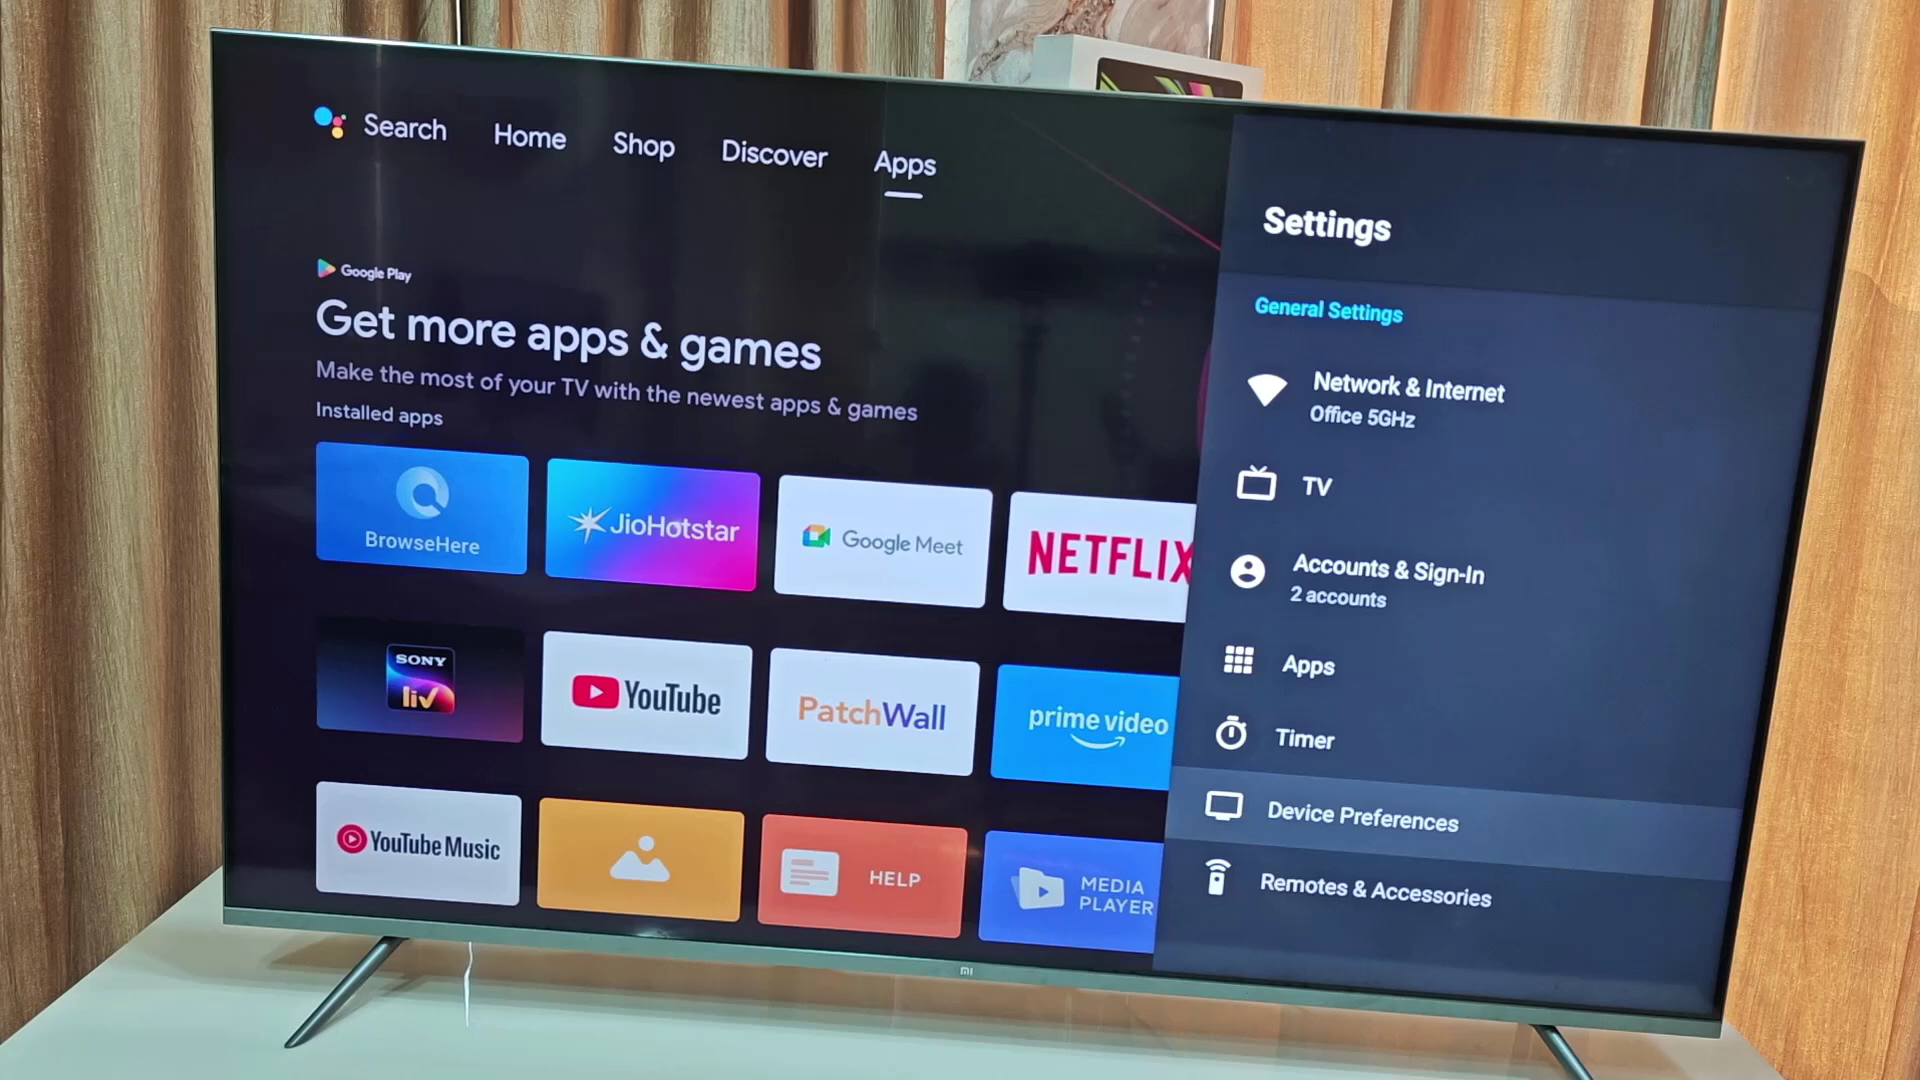 Search Home Shop Discover Apps
Google Play
Get more apps & games
Make the most of your TV with the newest apps & games
Installed apps
BrowseHere
JioHotstar
Google Meet
NETFLIX
SONY
liv
YouTube
PatchWall
prime video
YouTube Music
HELP
MEDIA
PLAYER
Settings
General Settings
Network & Internet
Office 5GHz
TV
Accounts & Sign-In
2 accounts
Apps
Timer
Device Preferences
Remotes & Accessories
mi